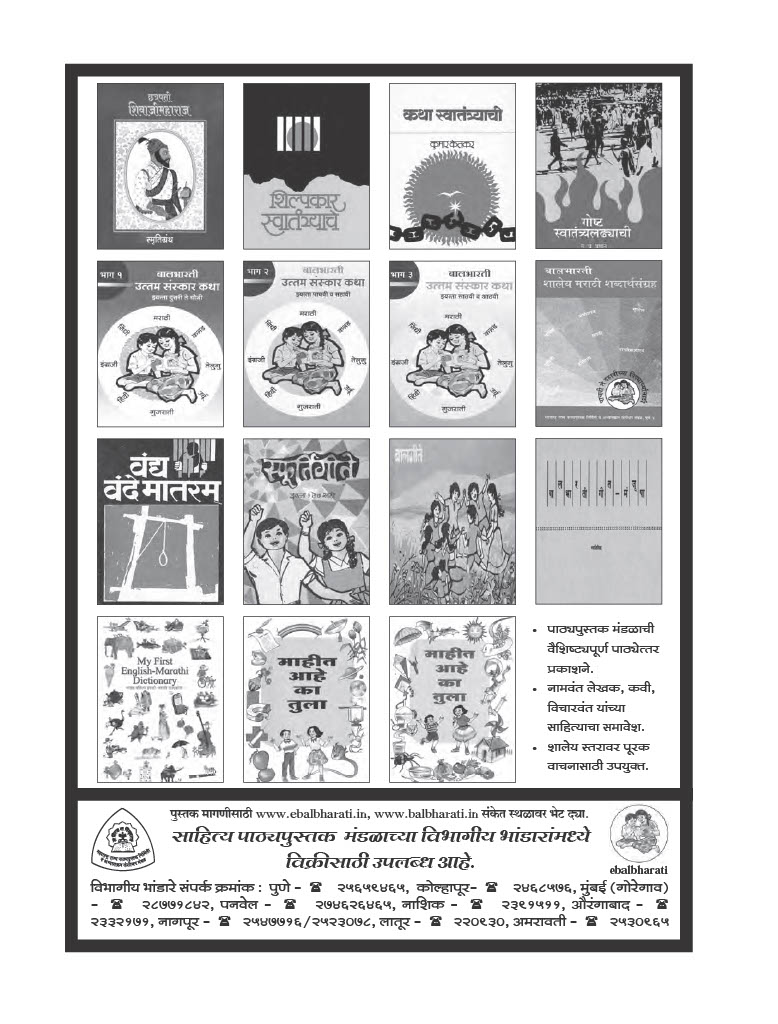 छत्रपती
शिवाजीमहाराज
स्मृतिग्रंथ
शिल्पकार
स्वातंत्र्याचे
कथा स्वातंत्र्याची
कुमार केतकर
गोष्ट
स्वातंत्र्यलढ्याची
भाग १
बालभारती
उत्तम संस्कार कथा
इयत्ता दुसरी ते चौथी
मराठी
सिंधी
कन्नड
इंग्रजी
तेलुगु
हिंदी
उर्दू
गुजराती
भाग २
बालभारती
उत्तम संस्कार कथा
इयत्ता पाचवी व सहावी
मराठी
सिंधी
कन्नड
इंग्रजी
तेलुगु
हिंदी
उर्दू
गुजराती
भाग ३
बालभारती
उत्तम संस्कार कथा
इयत्ता सातवी व आठवी
मराठी
सिंधी
कन्नड
इंग्रजी
तेलुगु
हिंदी
उर्दू
गुजराती
बालभारती
शालेय मराठी शब्दार्थसंग्रह
वंद्य
वंदे मातरम्
स्फूर्तिगीते
बालगीते
My First
English-Marathi
Dictionary
माहीत
आहे
का
तुला
माहीत
आहे
का
तुला
• पाठ्यपुस्तक मंडळाची
वैशिष्ट्यपूर्ण पाठ्येत्तर
प्रकाशने.
• नामवंत लेखक, कवी,
विचारवंत यांच्या
साहित्याचा समावेश.
• शालेय स्तरावर पूरक
वाचनासाठी उपयुक्त.
पुस्तक मागणीसाठी www.ebalbharati.in, www.balbharati.in संकेत स्थळावर भेट द्या.
साहित्य पाठ्यपुस्तक मंडळाच्या विभागीय भांडारांमध्ये
विक्रीसाठी उपलब्ध आहे.
ebalbharati
विभागीय भांडारे संपर्क क्रमांक : पुणे - ☎ २५६५९४६५, कोल्हापूर- ☎ २४६८५७६, मुंबई (गोरेगाव)
- ☎ २८७७१८४२, पनवेल - ☎ २७४६२६४६५, नाशिक - ☎ २३९१५११, औरंगाबाद - ☎
२३३२१७१, नागपूर - ☎ २५४७७१६/२५२३०७८, लातूर - ☎ २२०९३०, अमरावती - ☎ २५३०९६५